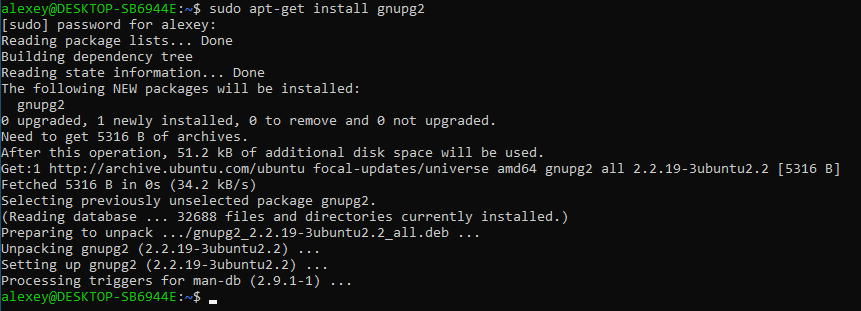 alexey@DESKTOP-SB6944E:~$ sudo apt-get install gnupg2
[sudo] password for alexey:
Reading package lists... Done
Building dependency tree
Reading state information... Done
The following NEW packages will be installed:
  gnupg2
0 upgraded, 1 newly installed, 0 to remove and 0 not upgraded.
Need to get 5316 B of archives.
After this operation, 51.2 kB of additional disk space will be used.
Get:1 http://archive.ubuntu.com/ubuntu focal-updates/universe amd64 gnupg2 all 2.2.19-3ubuntu2.2 [5316 B]
Fetched 5316 B in 0s (34.2 kB/s)
Selecting previously unselected package gnupg2.
(Reading database ... 32688 files and directories currently installed.)
Preparing to unpack .../gnupg2_2.2.19-3ubuntu2.2_all.deb ...
Unpacking gnupg2 (2.2.19-3ubuntu2.2) ...
Setting up gnupg2 (2.2.19-3ubuntu2.2) ...
Processing triggers for man-db (2.9.1-1) ...
alexey@DESKTOP-SB6944E:~$